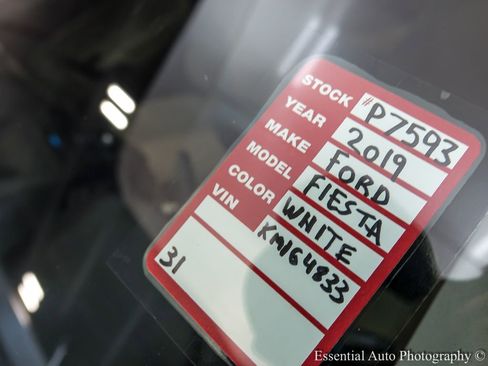 STOCK # P7593
YEAR 2019
MAKE FORD
MODEL FIESTA
COLOR WHITE
VIN KM164833
31
Essential Auto Photography ©